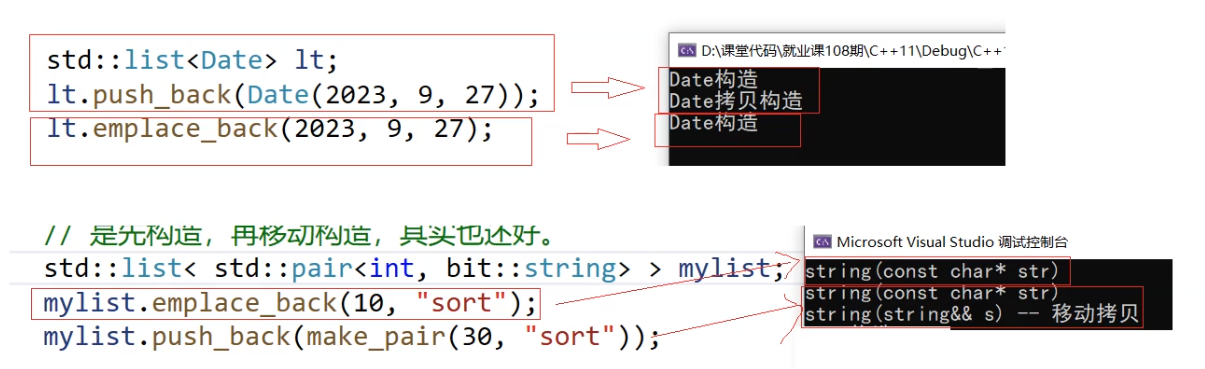 std::list<Date> lt;
lt.push_back(Date(2023, 9, 27));
lt.emplace_back(2023, 9, 27);
D:\课堂代码\就业课108期\C++11\Debug\C++
Date构造
Date拷贝构造
Date构造
// 是先构造，再移动构造，其实也还好。
std::list< std::pair<int, bit::string> > mylist;
mylist.emplace_back(10, "sort");
mylist.push_back(make_pair(30, "sort"));
Microsoft Visual Studio 调试控制台
string(const char* str)
string(const char* str)
string(string&& s) -- 移动拷贝